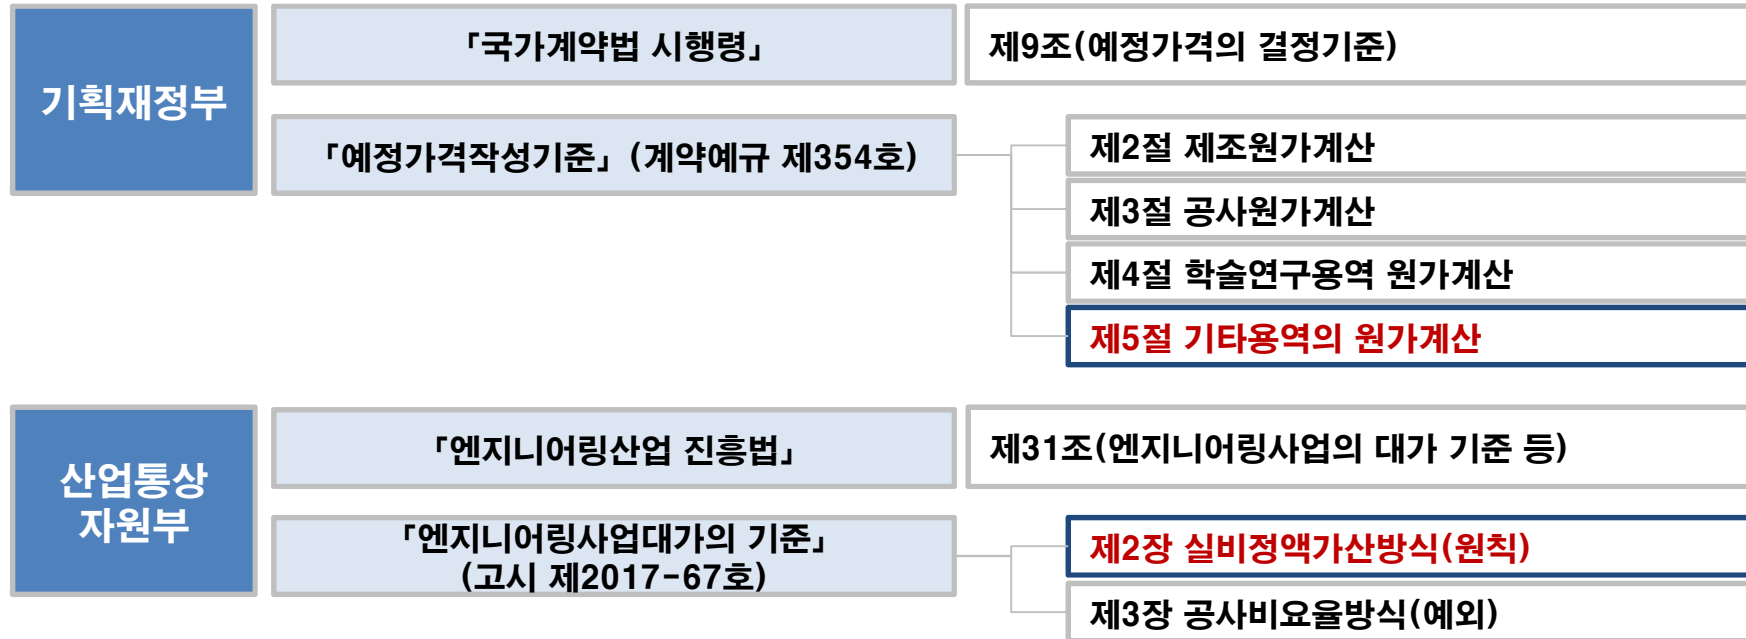 기획재정부
「국가계약법 시행령」
제9조(예정가격의 결정기준)
「예정가격작성기준」(계약예규 제354호)
제2절 제조원가계산
제3절 공사원가계산
제4절 학술연구용역 원가계산
제5절 기타용역의 원가계산
산업통상
자원부
「엔지니어링산업 진흥법」
제31조(엔지니어링사업의 대가 기준 등)
「엔지니어링사업대가의 기준」
(고시 제2017-67호)
제2장 실비정액가산방식(원칙)
제3장 공사비요율방식(예외)